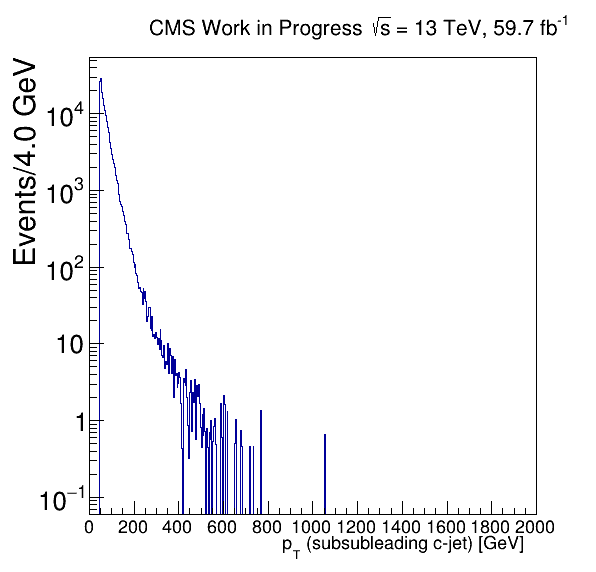 CMS Work in Progress √s = 13 TeV, 59.7 fb⁻¹
Events/4.0 GeV
10⁴
10³
10²
10
1
10⁻¹
0 200 400 600 800 1000 1200 1400 1600 1800 2000
p_T (subsubleading c-jet) [GeV]